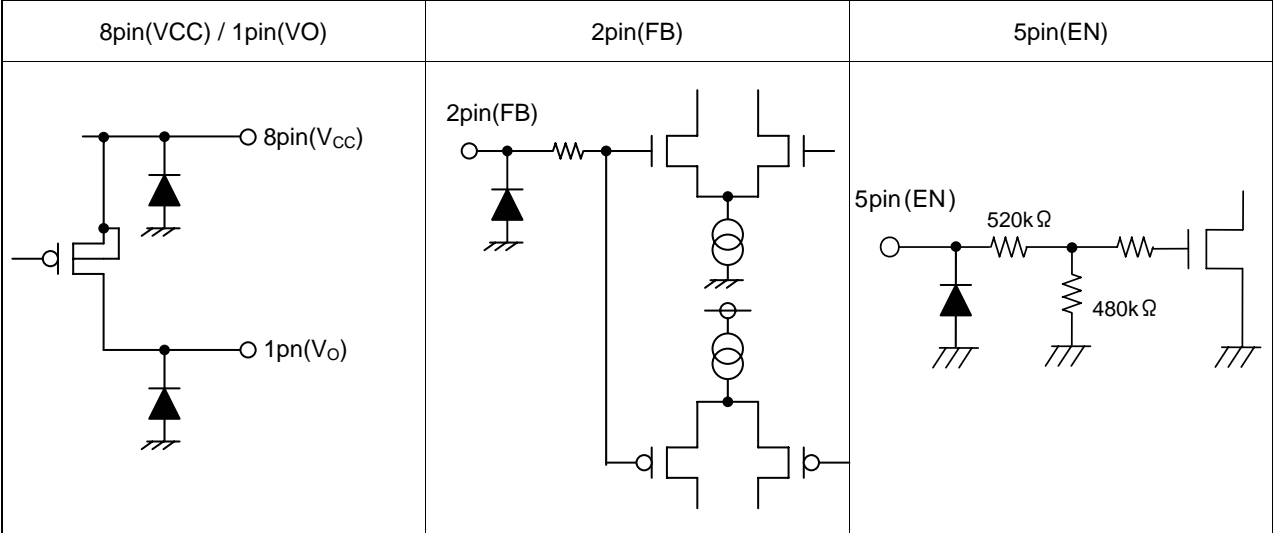 8pin(VCC) / 1pin(VO)
2pin(FB)
5pin(EN)
8pin(VCC)
1pn(VO)
2pin(FB)
5pin(EN)
520kΩ
480kΩ